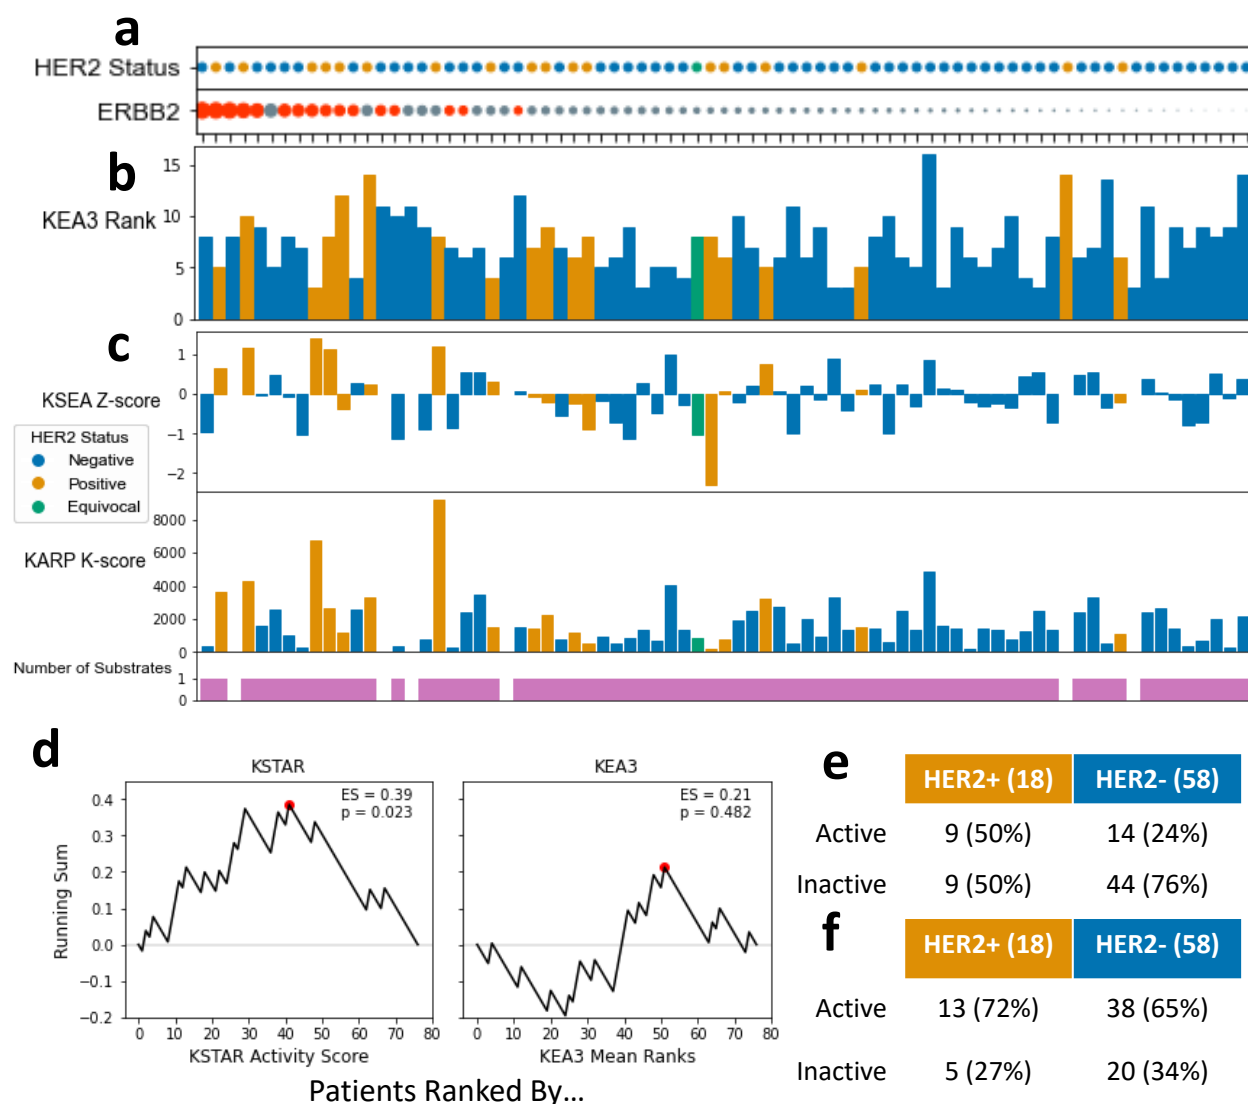 a
HER2 Status
ERBB2
b
15
KEA3 Rank
10
5
0
c
1
0
KSEA Z-score
−1
−2
HER2 Status
Negative
Positive
Equivocal
8000
6000
KARP K-score
4000
2000
0
Number of Substrates
1
0
d
KSTAR
ES = 0.39
p = 0.023
0.4
0.3
0.2
0.1
0.0
−0.1
−0.2
Running Sum
0 10 20 30 40 50 60 70 80
KSTAR Activity Score
KEA3
ES = 0.21
p = 0.482
0 10 20 30 40 50 60 70 80
KEA3 Mean Ranks
Patients Ranked By...
e
HER2+ (18) HER2- (58)
Active 9 (50%) 14 (24%)
Inactive 9 (50%) 44 (76%)
f
HER2+ (18) HER2- (58)
Active 13 (72%) 38 (65%)
Inactive 5 (27%) 20 (34%)